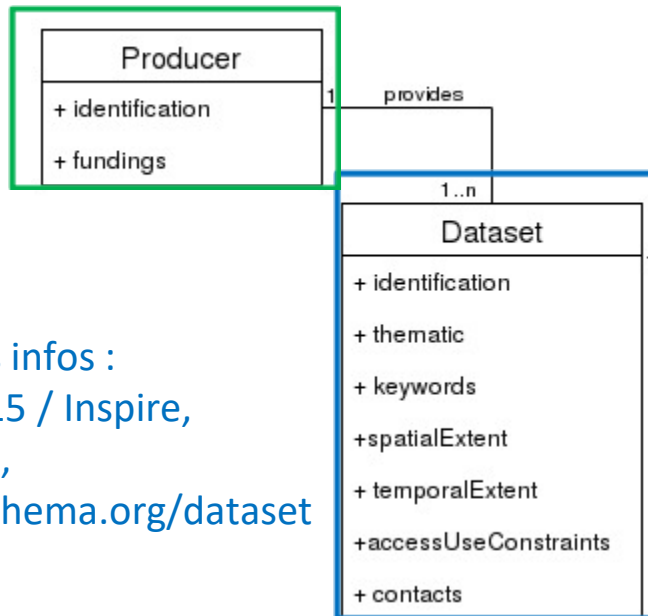 Producer
+ identification
+ fundings
1
provides
1..n
Dataset
+ identification
+ thematic
+ keywords
+spatialExtent
+ temporalExtent
+accessUseConstraints
+ contacts
infos :
15 / Inspire,
,
hema.org/dataset